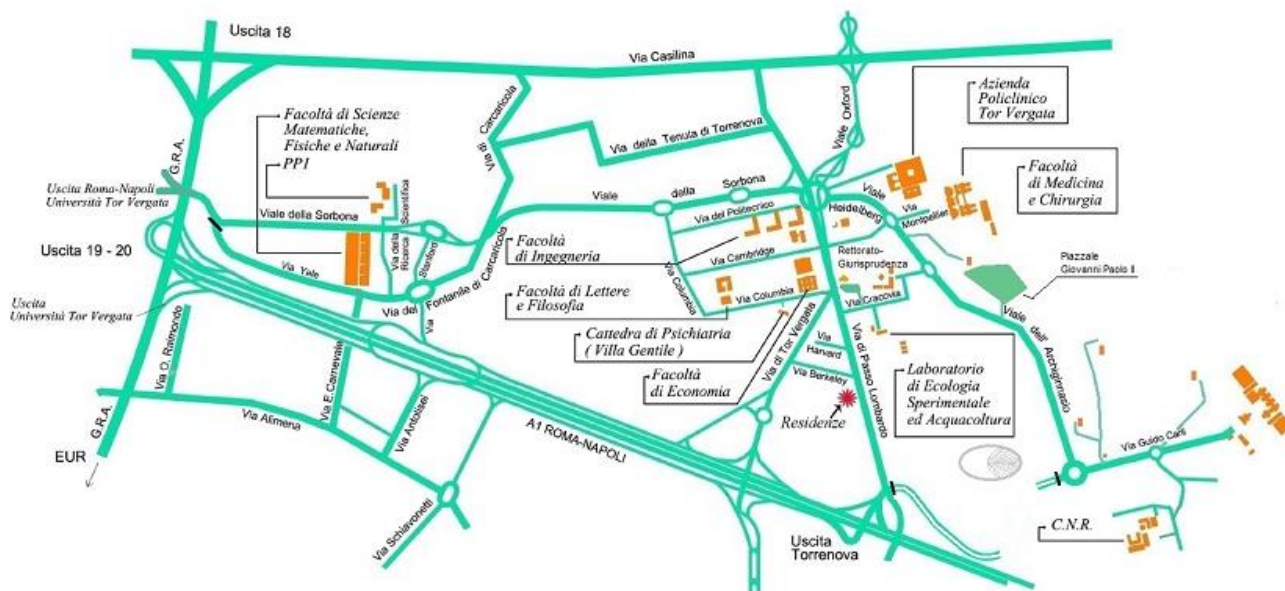 Uscita 18
Via Casilina
Azienda
Policlinico
Tor Vergata
Viale Oxford
Via di Carcaricola
Facoltà di Scienze
Matematiche,
Fisiche e Naturali
PPI
G.R.A.
Via della Tenuta di Torrenova
Facoltà
di Medicina
e Chirurgia
Uscita Roma-Napoli
Università Tor Vergata
Viale della Sorbona
Viale della Sorbona
Viale Heidelberg
Via Montpellier
Via del Politecnico
Via della Ricerca Scientifica
Stanford
Uscita 19 - 20
Facoltà
di Ingegneria
Via Cambridge
Rettorato-
Giurisprudenza
Piazzale
Giovanni Paolo II
Via Yale
Via del Fontanile di Carcaricola
Via Columbia
Facoltà di Lettere
e Filosofia
Via Columbia
Via Cracovia
Uscita
Università Tor Vergata
Via
Cattedra di Psichiatria
( Villa Gentile )
Via di Tor Vergata
Via Harvard
Via di Passo Lombardo
Viale dell' Archiginnasio
Via O. Raimondo
Via E.Carnevale
Facoltà
di Economia
Via Berkeley
Laboratorio
di Ecologia
Sperimentale
ed Acquacoltura
Residenze
Via Alimena
Via Antolisei
A1 ROMA-NAPOLI
G.R.A.
EUR
Via Guido Carli
Via Schiavonetti
Uscita
Torrenova
C.N.R.